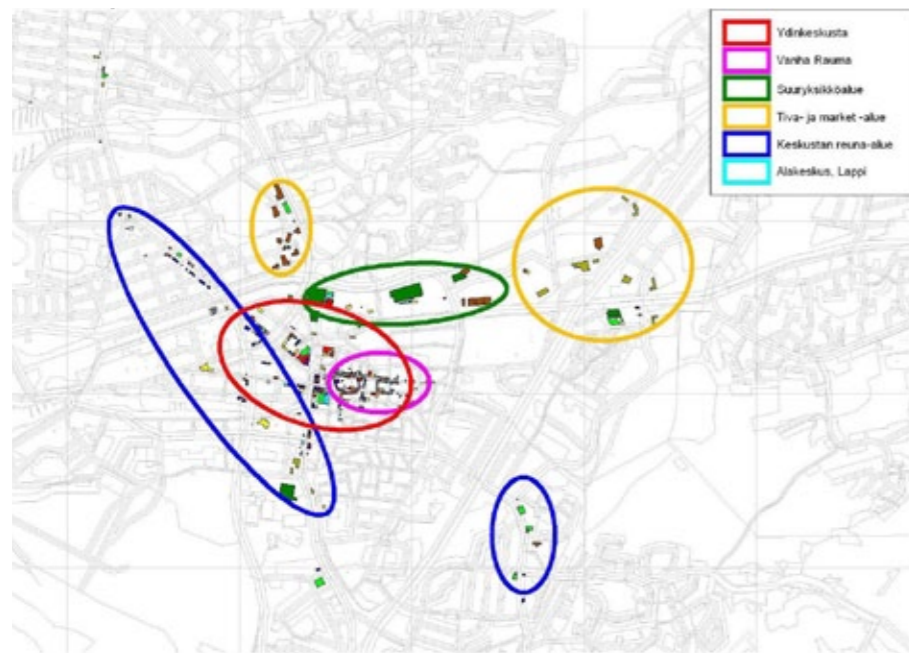 Ydinkeskusta
Vanha Rauma
Suuryksikköalue
Tiva- ja market -alue
Keskustan reuna-alue
Alakeskus, Lappi